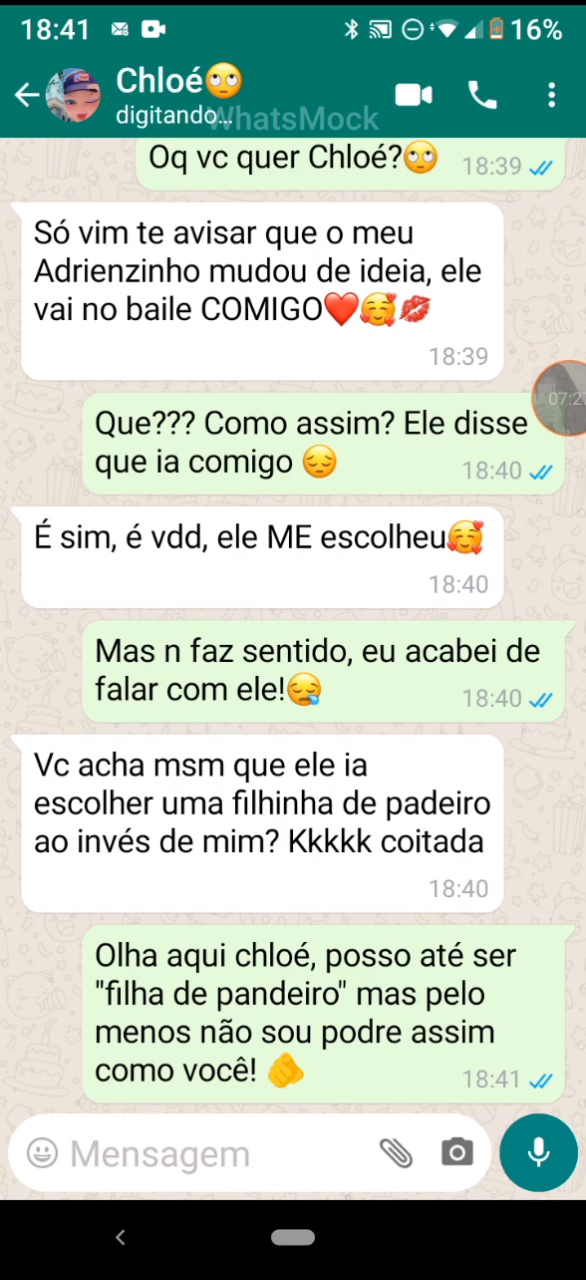 18:41
16%
Chloé🙄
digitando...
WhatsMock
Oq vc quer Chloé?🙄
18:39
Só vim te avisar que o meu
Adrienzinho mudou de ideia, ele
vai no baile COMIGO❤️🥰💋
18:39
07:2
Que??? Como assim? Ele disse
que ia comigo 😔
18:40
É sim, é vdd, ele ME escolheu🥰
18:40
Mas n faz sentido, eu acabei de
falar com ele!😪
18:40
Vc acha msm que ele ia
escolher uma filhinha de padeiro
ao invés de mim? Kkkkk coitada
18:40
Olha aqui chloé, posso até ser
"filha de pandeiro" mas pelo
menos não sou podre assim
como você! 🫵
18:41
Mensagem